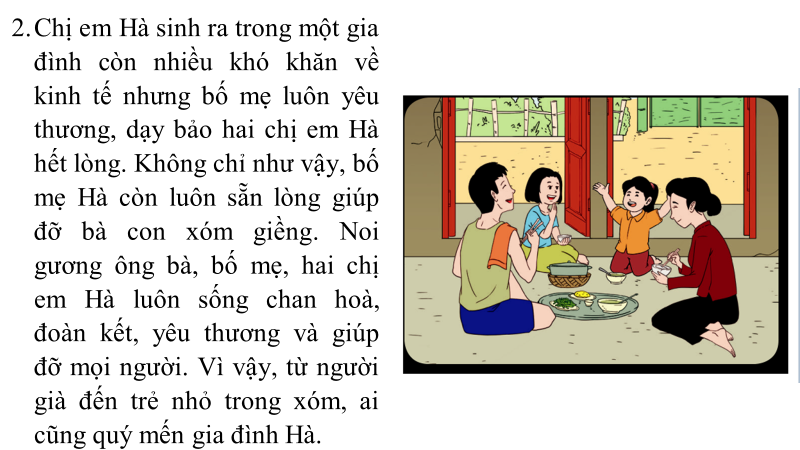 2. Chị em Hà sinh ra trong một gia
đình còn nhiều khó khăn về
kinh tế nhưng bố mẹ luôn yêu
thương, dạy bảo hai chị em Hà
hết lòng. Không chỉ như vậy, bố
mẹ Hà còn luôn sẵn lòng giúp
đỡ bà con xóm giềng. Noi
gương ông bà, bố mẹ, hai chị
em Hà luôn sống chan hoà,
đoàn kết, yêu thương và giúp
đỡ mọi người. Vì vậy, từ người
già đến trẻ nhỏ trong xóm, ai
cũng quý mến gia đình Hà.